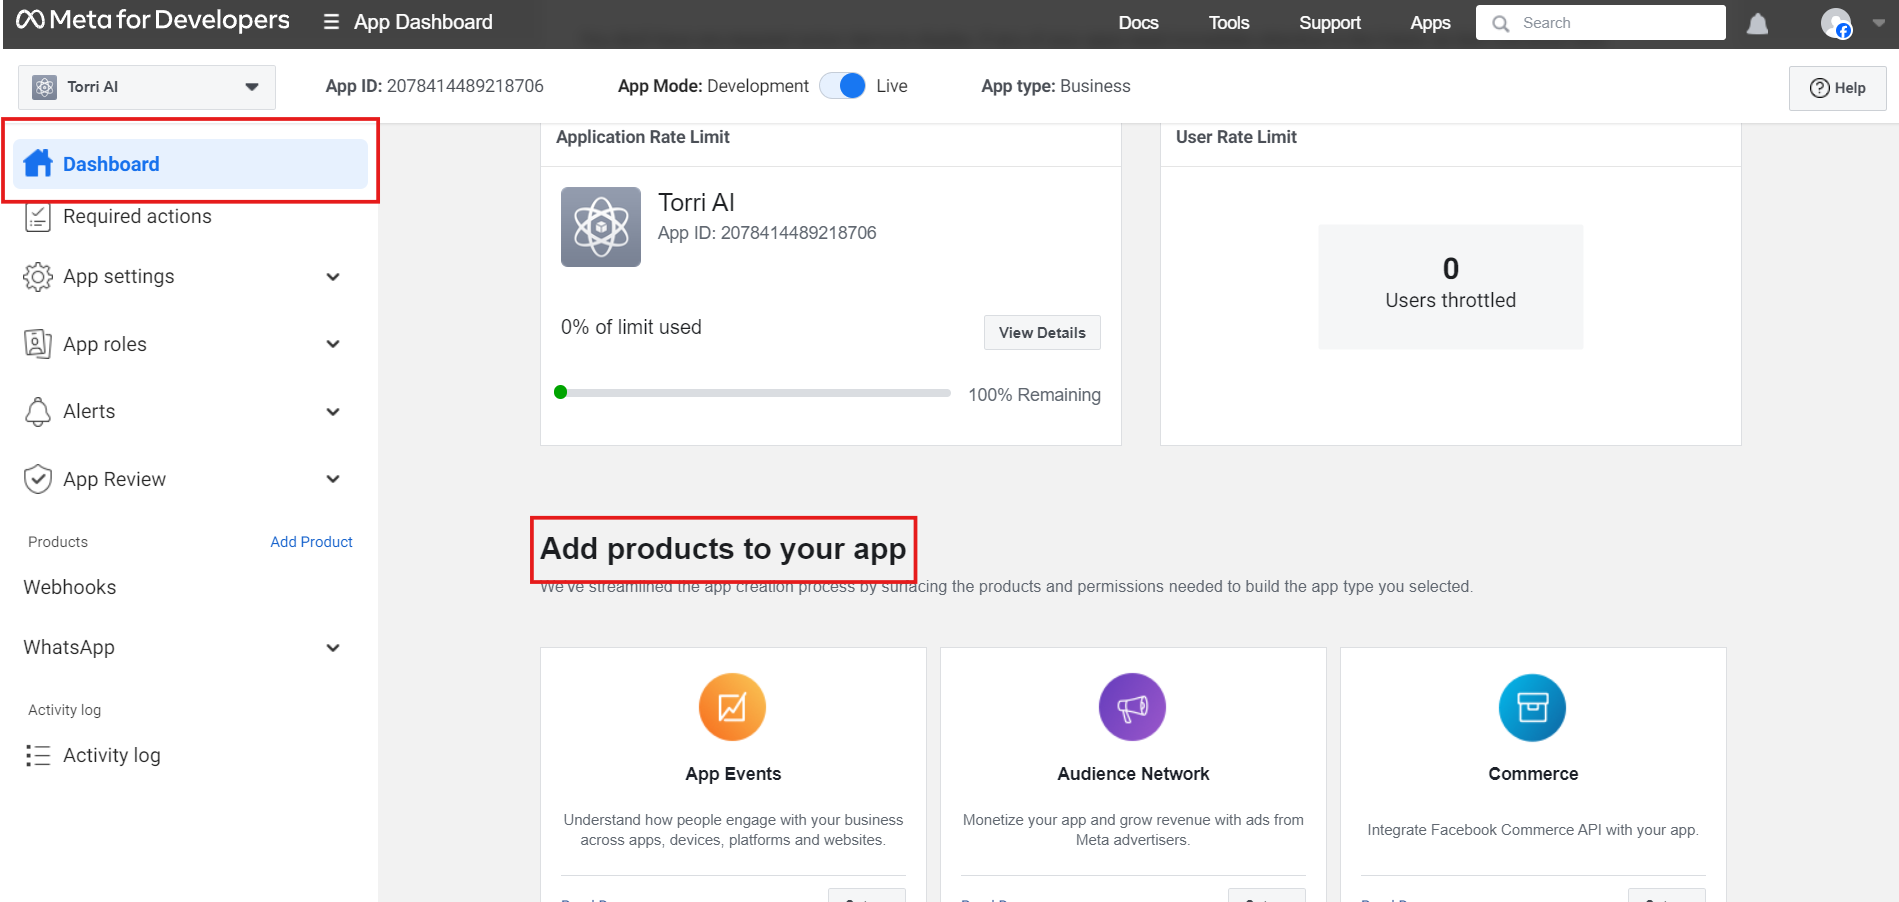 Meta for Developers
App Dashboard
Docs
Tools
Support
Apps
Search
Torri AI
App ID: 2078414489218706
App Mode: Development
Live
App type: Business
Help
Dashboard
Required actions
App settings
App roles
Alerts
App Review
Products
Add Product
Webhooks
WhatsApp
Activity log
Activity log
Application Rate Limit
Torri AI
App ID: 2078414489218706
0% of limit used
View Details
100% Remaining
User Rate Limit
0
Users throttled
Add products to your app
We've streamlined the app creation process by surfacing the products and permissions needed to build the app type you selected.
App Events
Understand how people engage with your business
across apps, devices, platforms and websites.
Audience Network
Monetize your app and grow revenue with ads from
Meta advertisers.
Commerce
Integrate Facebook Commerce API with your app.